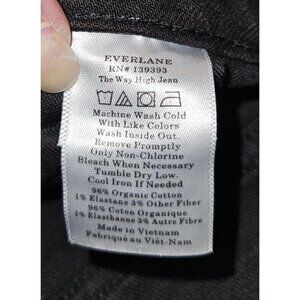 EVERLANE
RN# 139393
The Way High Jean
Machine Wash Cold
With Like Colors
Wash Inside Out.
Remove Promptly
Only Non-Chlorine
Bleach When Necessary
Tumble Dry Low.
Cool Iron If Needed
96% Organic Cotton
1% Elastane 3% Other Fiber
96% Coton Organique
1% Elasthanne 3% Autre Fibre
Made in Vietnam
Fabriqué au Viêt-Nam